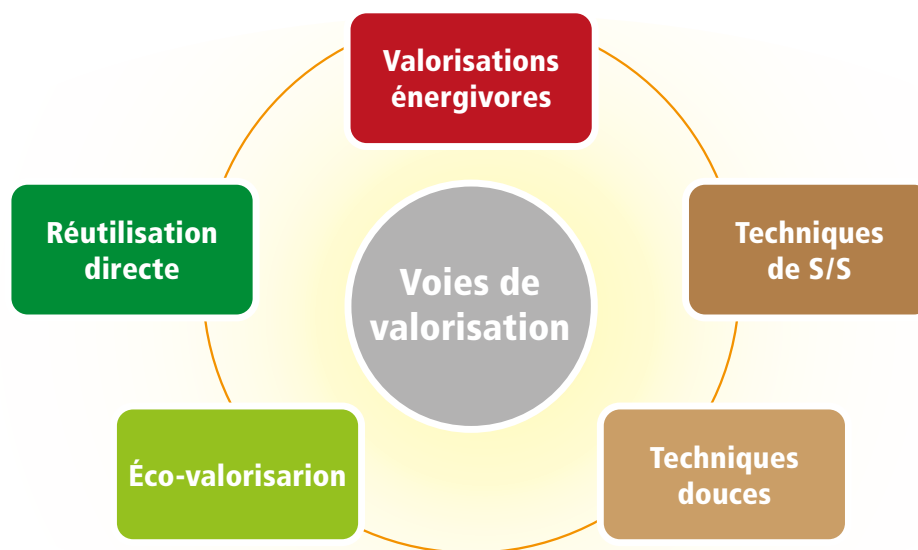 Valorisations
énergivores
Réutilisation
directe
Techniques
de S/S
Voies de
valorisation
Éco-valorisarion
Techniques
douces